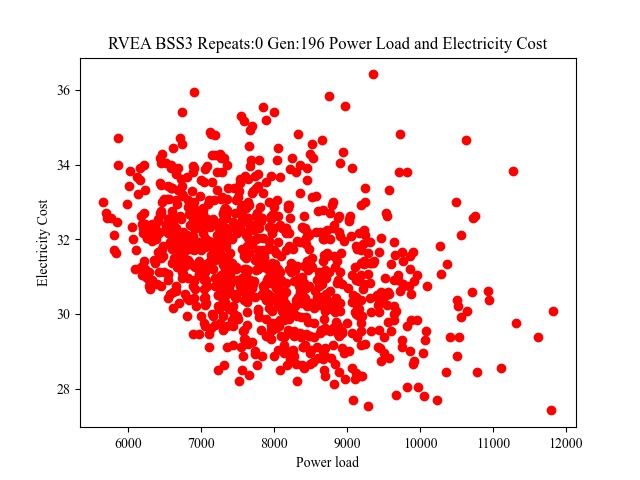 RVEA BSS3 Repeats:0 Gen:196 Power Load and Electricity Cost
36
34
32
30
28
Electricity Cost
6000 7000 8000 9000 10000 11000 12000
Power load